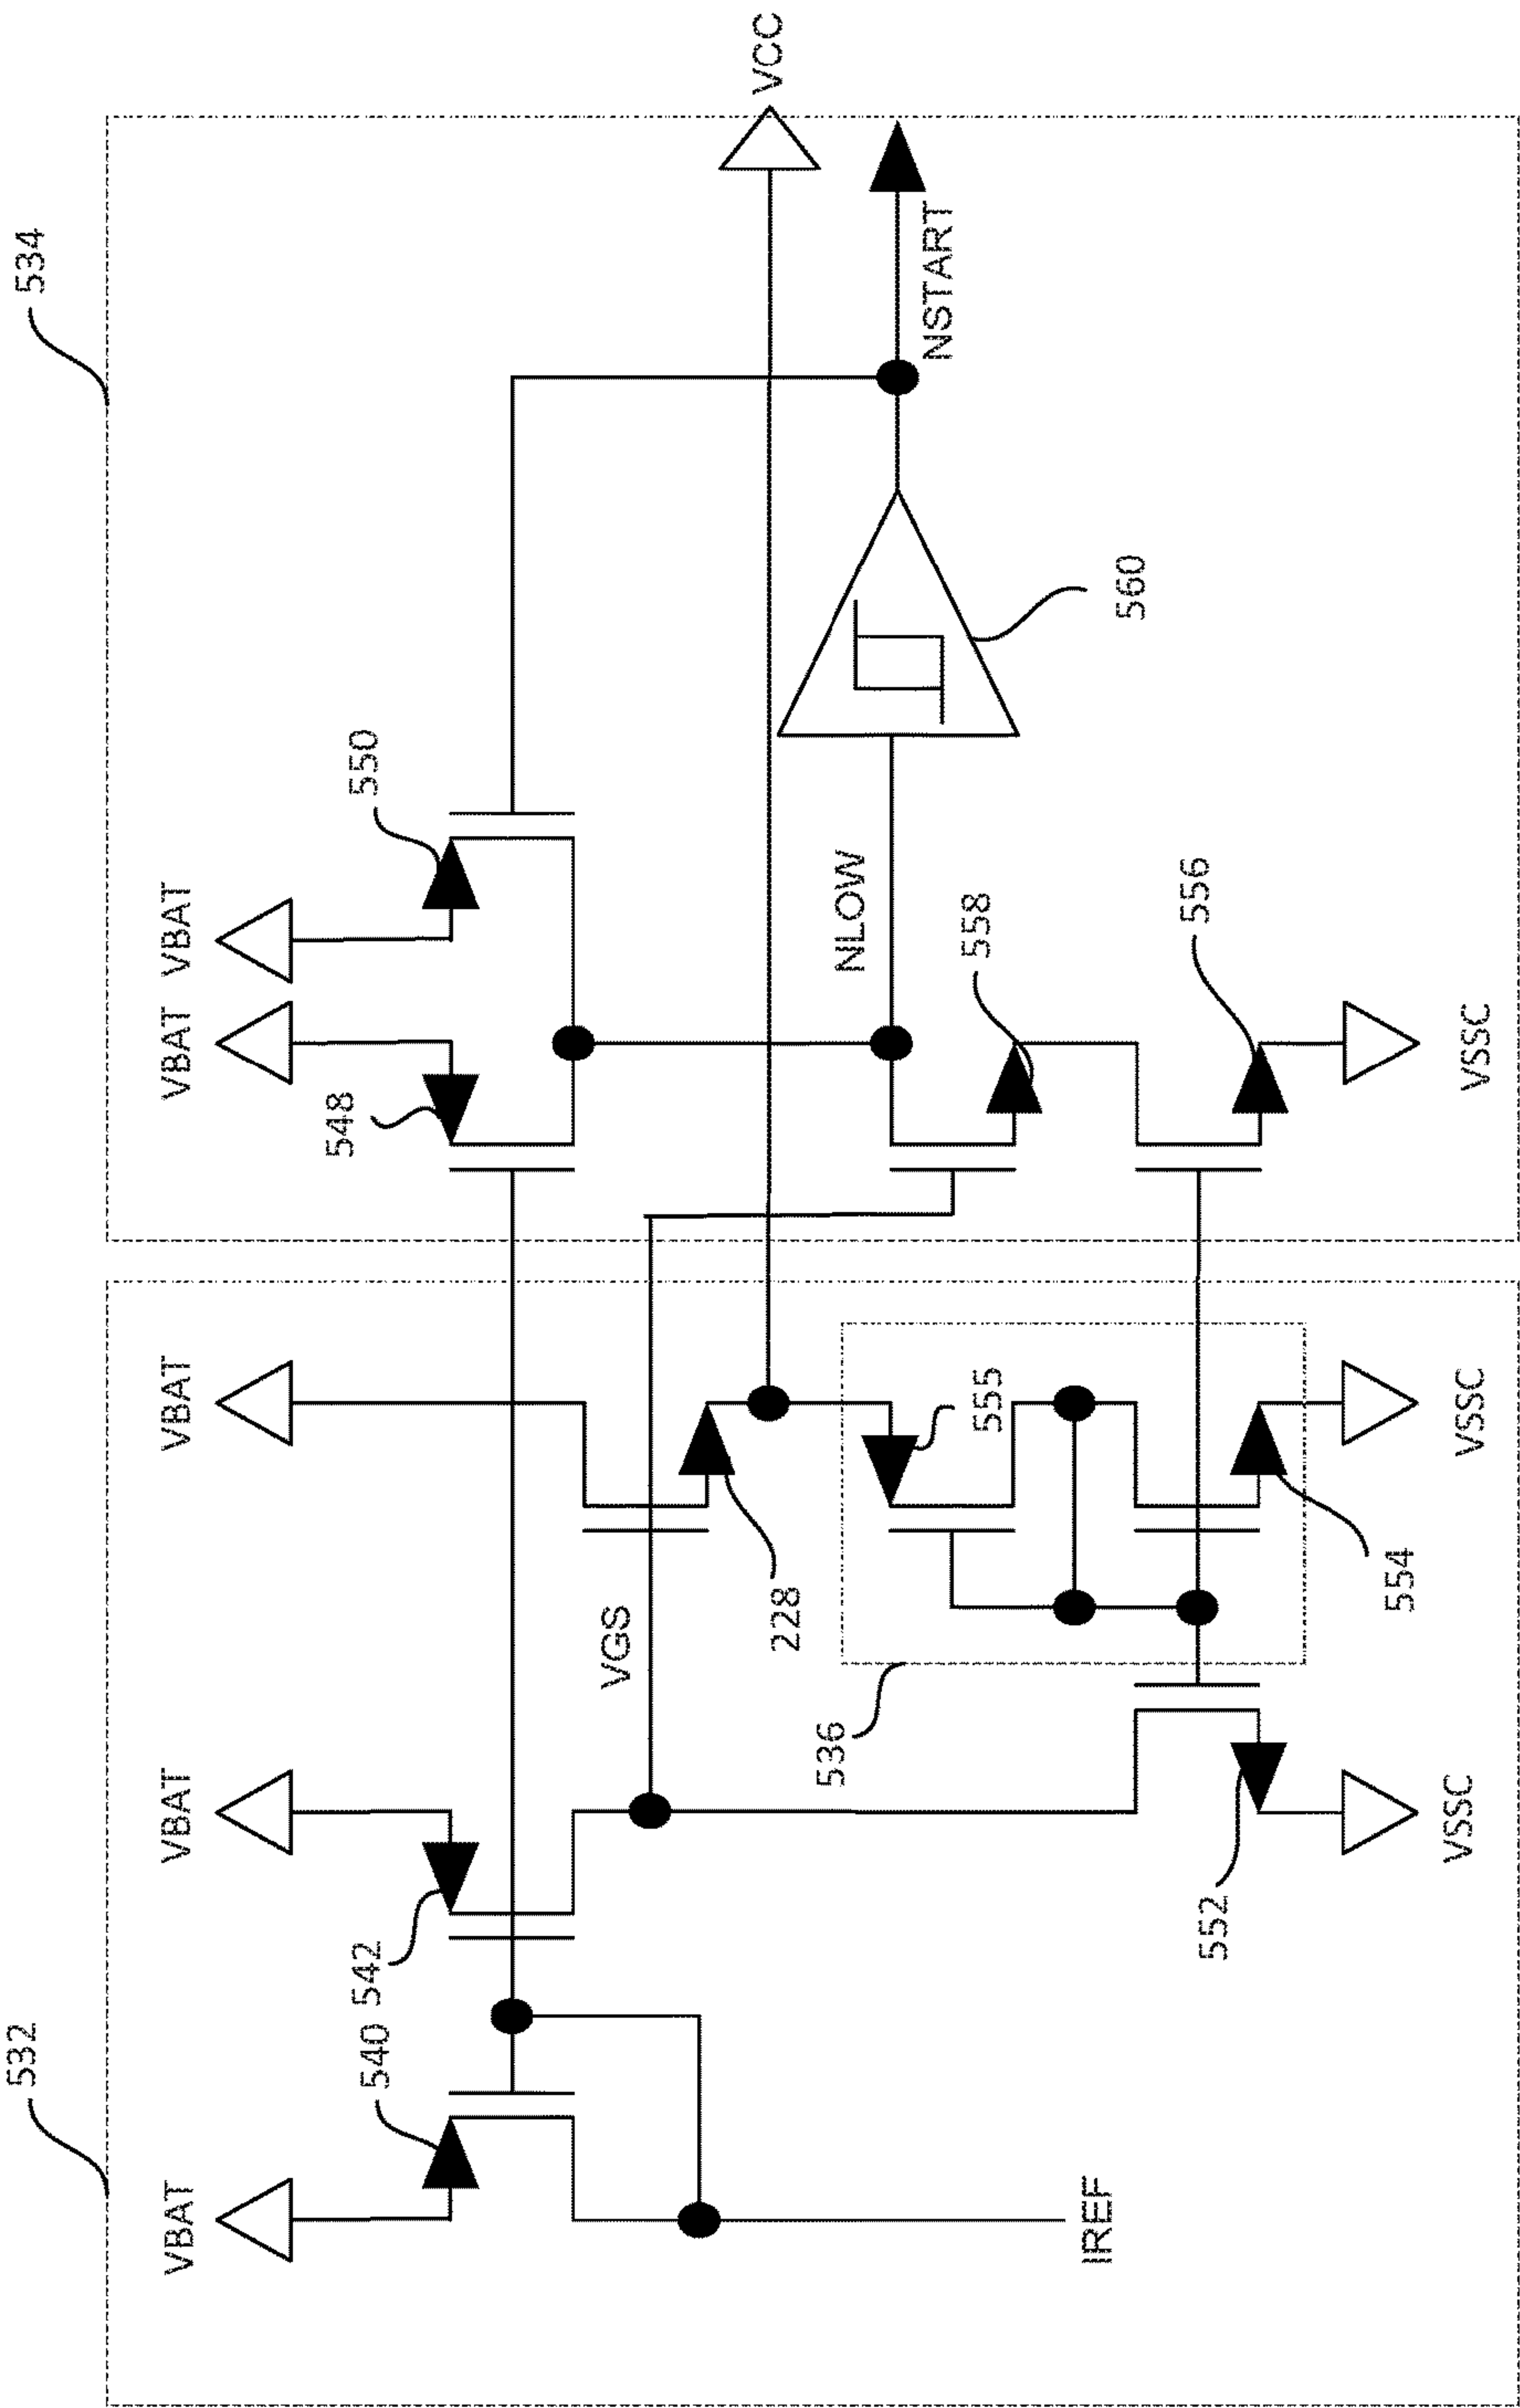 532
534
VBAT
VBAT
VBAT
VBAT
VBAT
540
542
548
550
VCC
VGS
228
NLOW
NSTART
536
555
558
560
IREF
552
554
556
VSSC
VSSC
VSSC